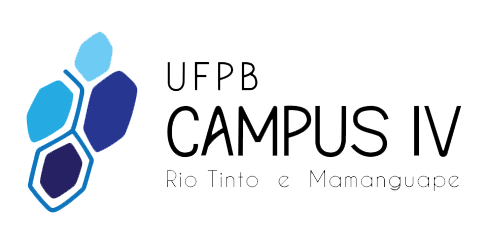 UFPB
CAMPUS IV
Rio Tinto e Mamanguape